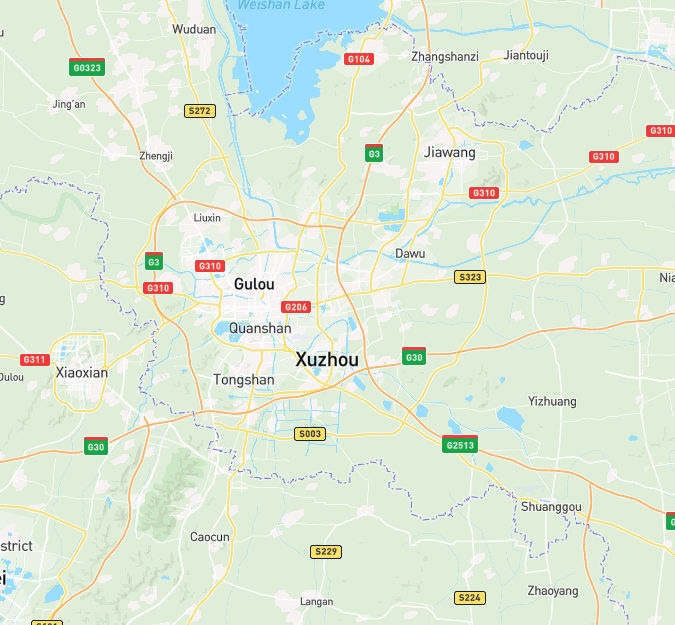 Weishan Lake
Wuduan
G104
Zhangshanzi
Jiantouji
G0323
Jing'an
S272
Zhengji
G3
Jiawang
G310
G310
G310
Liuxin
Dawu
G3
G310
G310
Gulou
S323
Nia
G206
Quanshan
G311
Xiaoxian
Oulou
Xuzhou
G30
Tongshan
Yizhuang
S003
G30
G2513
Shuanggou
Caocun
strict
S229
ei
Zhaoyang
S224
Langan